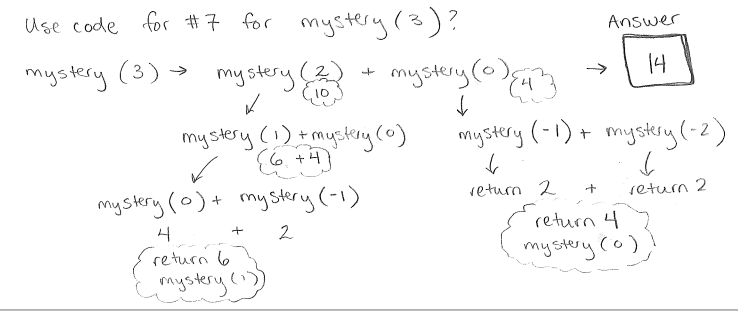 Use code for #7 for mystery(3)?
Answer
mystery(3) → mystery(2) + mystery(0) → 14
10
4
mystery(1) + mystery(0)
6 + 4
mystery(-1) + mystery(-2)
return 2 + return 2
mystery(0) + mystery(-1)
4 + 2
return 4
mystery(0)
return 6
mystery(1)